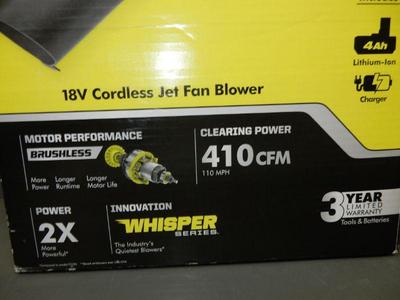 4Ah
Lithium-Ion
Charger
18V Cordless Jet Fan Blower
MOTOR PERFORMANCE
BRUSHLESS
More Power
Longer Runtime
Longer Motor Life
CLEARING POWER
410 CFM
110 MPH
POWER
2X
More
Powerful*
INNOVATION
WHISPER
SERIES
The Industry's
Quietest Blowers*
3 YEAR
LIMITED
WARRANTY
Tools & Batteries